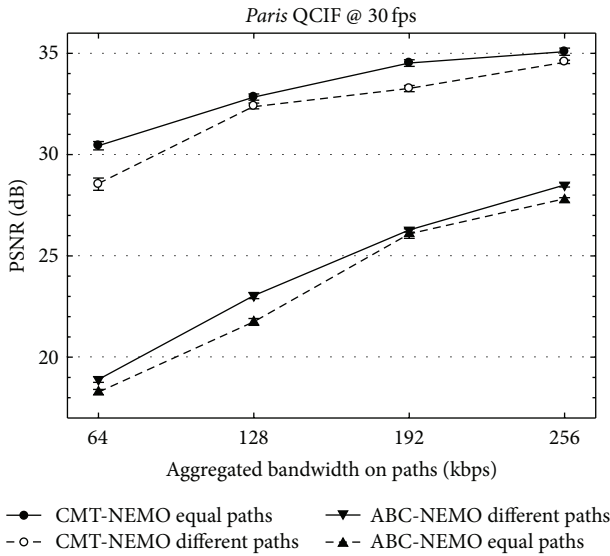 Paris QCIF @ 30 fps
35
30
25
20
PSNR (dB)
64 128 192 256
Aggregated bandwidth on paths (kbps)
CMT-NEMO equal paths ABC-NEMO different paths
CMT-NEMO different paths ABC-NEMO equal paths